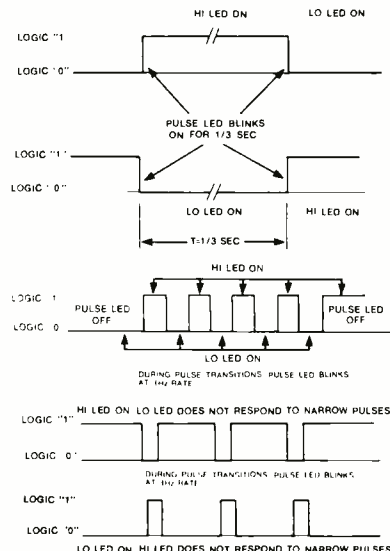 HI LED ON LO LED ON
LOGIC "1
LOGIC "0"
PULSE LED BLINKS
ON FOR 1/3 SEC
LOGIC "1"
LOGIC "0"
LO LED ON HI LED ON
T=1/3 SEC
HI LED ON
LOGIC 1
PULSE LED OFF PULSE LED OFF
LOGIC 0
LO LED ON
DURING PULSE TRANSITIONS PULSE LED BLINKS
AT RATE
HI LED ON LO LED DOES NOT RESPOND TO NARROW PULSES
LOGIC "1"
LOGIC 0"
DURING PULSE TRANSITIONS PULSE LED BLINKS
AT RATE
LOGIC "1"
LOGIC "0"
LO LED ON HI LED DOES NOT RESPOND TO NARROW PULSES